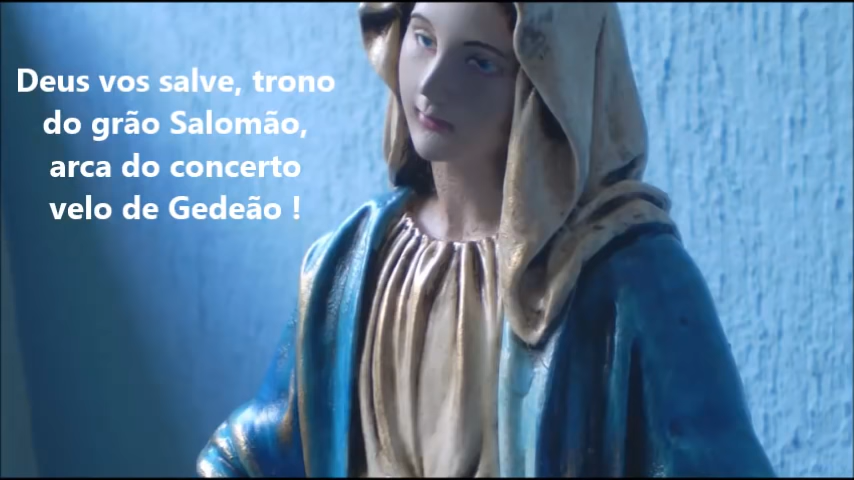 Deus vos salve, trono
do grão Salomão,
arca do concerto
velo de Gedeão !